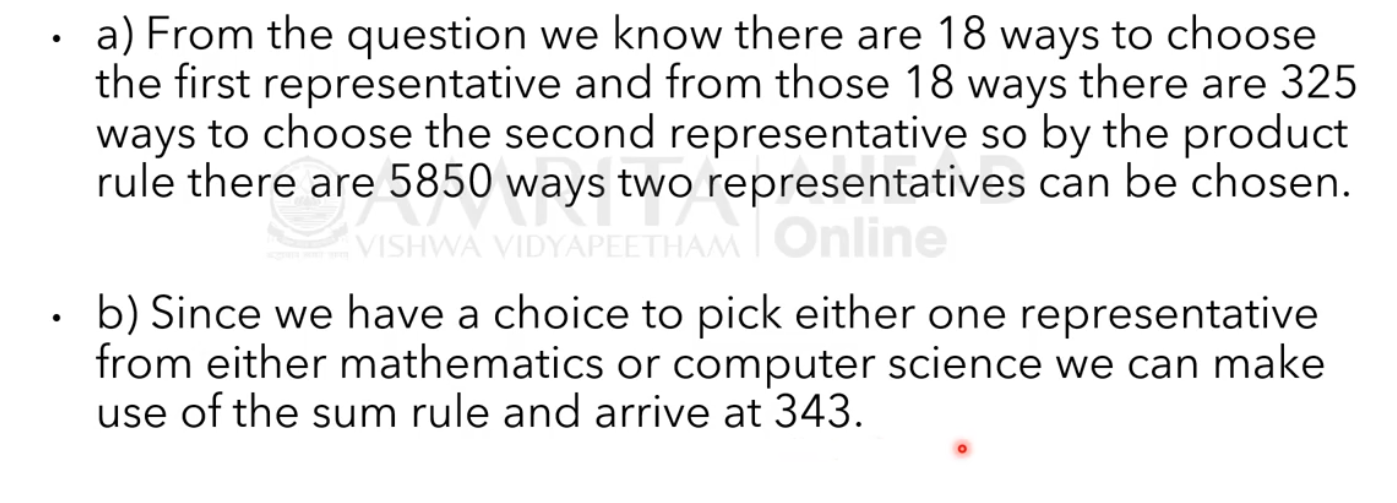 • a) From the question we know there are 18 ways to choose
the first representative and from those 18 ways there are 325
ways to choose the second representative so by the product
rule there are 5850 ways two representatives can be chosen.
AMRITA AHEAD
VISHWA VIDYAPEETHAM Online
• b) Since we have a choice to pick either one representative
from either mathematics or computer science we can make
use of the sum rule and arrive at 343.